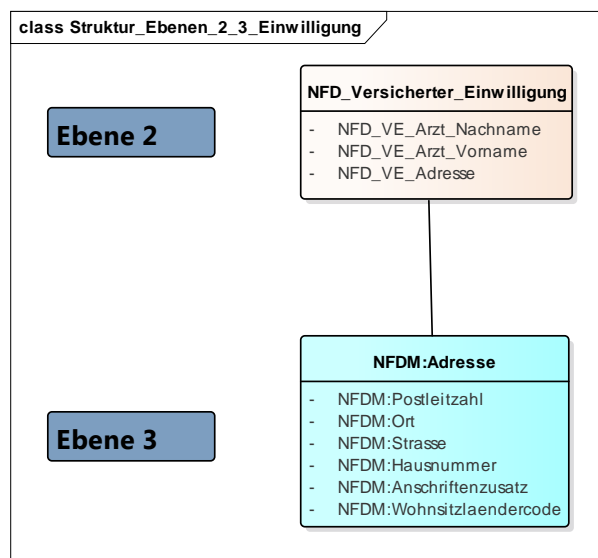 class Struktur_Ebenen_2_3_Einwilligung
Ebene 2
NFD_Versicherter_Einwilligung
- NFD_VE_Arzt_Nachname
- NFD_VE_Arzt_Vorname
- NFD_VE_Adresse
Ebene 3
NFDM:Adresse
- NFDM:Postleitzahl
- NFDM:Ort
- NFDM:Strasse
- NFDM:Hausnummer
- NFDM:Anschriftenzusatz
- NFDM:Wohnsitzlaendercode